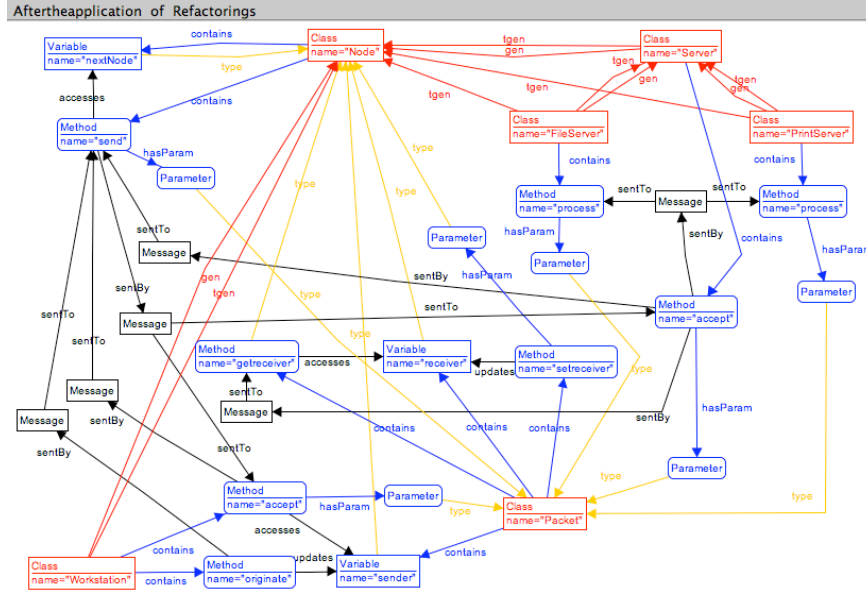 Aftertheapplication of Refactorings
contains
Class
name="Node"
Class
name="Server"
Variable
name="nextNode"
type
tgen
gen
accesses
contains
tgen
tgen
tgen
gen
Method
name="send"
Class
name="FileServer"
Class
name="PrintServer"
hasParam
Parameter
type
contains
contains
type
type
Method
name="process"
sentTo
Message
sentTo
Method
name="process"
sentTo
Message
Parameter
hasParam
Parameter
sentBy
contains
hasParam
Parameter
gen
tgen
sentBy
hasParam
sentBy
type
Message
sentTo
Method
name="accept"
sentTo
sentTo
type
type
Method
name="getreceiver"
accesses
Variable
name="receiver"
updates
Method
name="setreceiver"
Message
sentTo
Message
sentBy
hasParam
Message
sentBy
contains
contains
contains
sentTo
sentBy
Parameter
type
type
Method
name="accept"
hasParam
Parameter
type
Class
name="Packet"
accesses
contains
contains
updates
Class
name="Workstation"
contains
Method
name="originate"
Variable
name="sender"